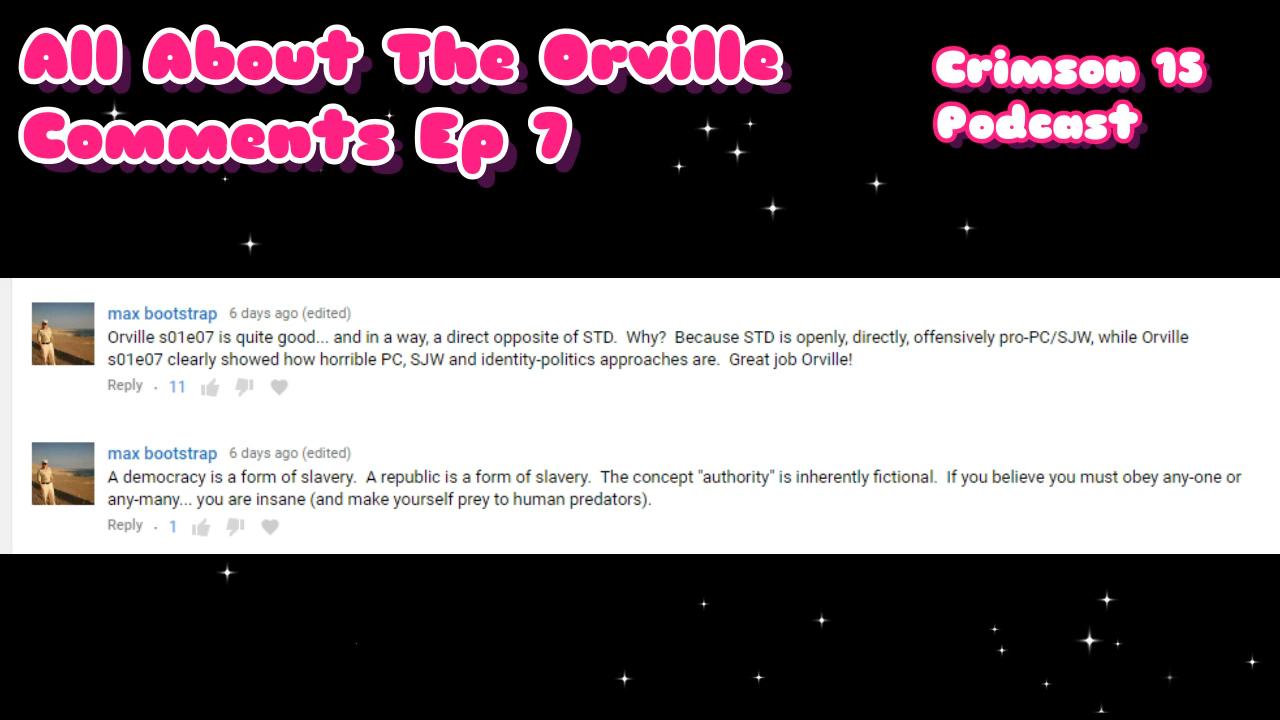 All About The Orville
Comments Ep 7
Crimson 15
Podcast
max bootstrap 6 days ago (edited)
Orville s01e07 is quite good... and in a way, a direct opposite of STD.  Why?  Because STD is openly, directly, offensively pro-PC/SJW, while Orville
s01e07 clearly showed how horrible PC, SJW and identity-politics approaches are.  Great job Orville!
Reply · 11
max bootstrap 6 days ago (edited)
A democracy is a form of slavery.  A republic is a form of slavery.  The concept "authority" is inherently fictional.  If you believe you must obey any-one or
any-many... you are insane (and make yourself prey to human predators).
Reply · 1